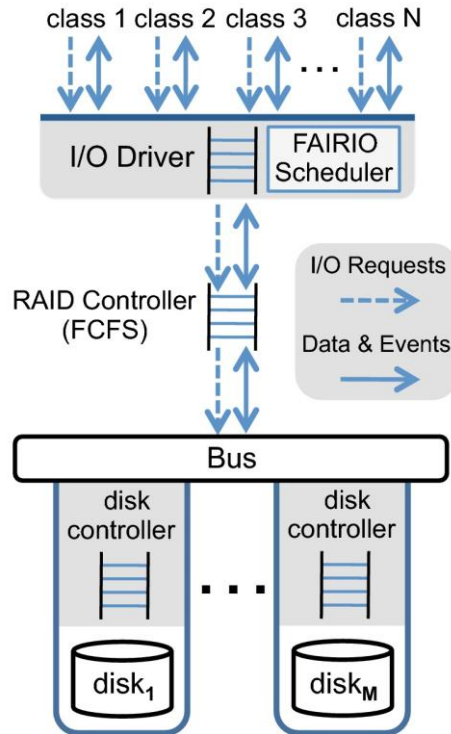 class 1 class 2 class 3 class N
...
I/O Driver
FAIRIO
Scheduler
I/O Requests
Data & Events
RAID Controller
(FCFS)
Bus
disk
controller
disk
controller
...
disk₁
disk_M